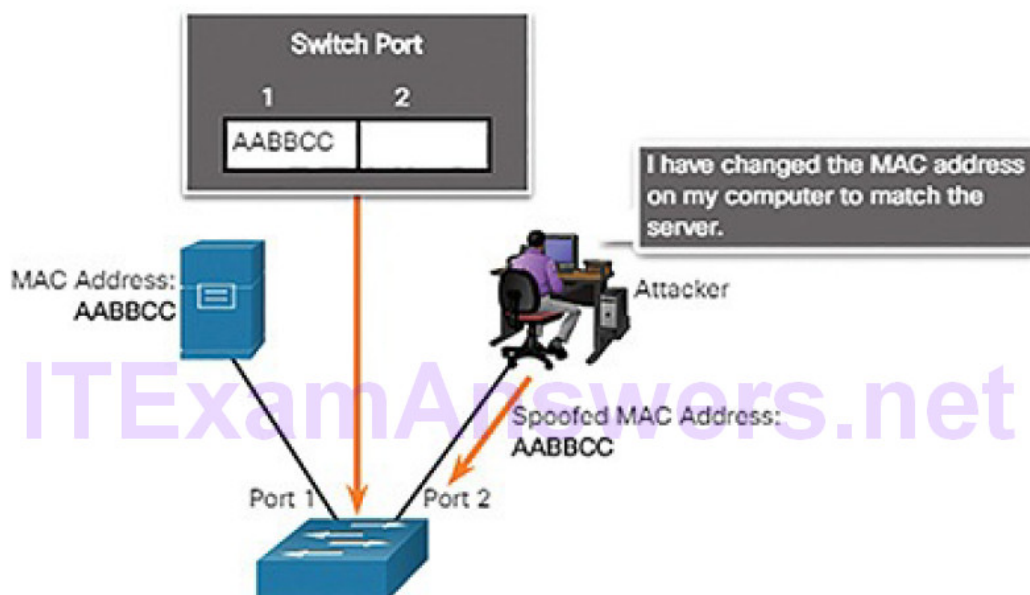 Switch Port
1 2
AABBCC
I have changed the MAC address
on my computer to match the
server.
MAC Address:
AABBCC
Attacker
ITExamAnswers.net
Spoofed MAC Address:
AABBCC
Port 1
Port 2